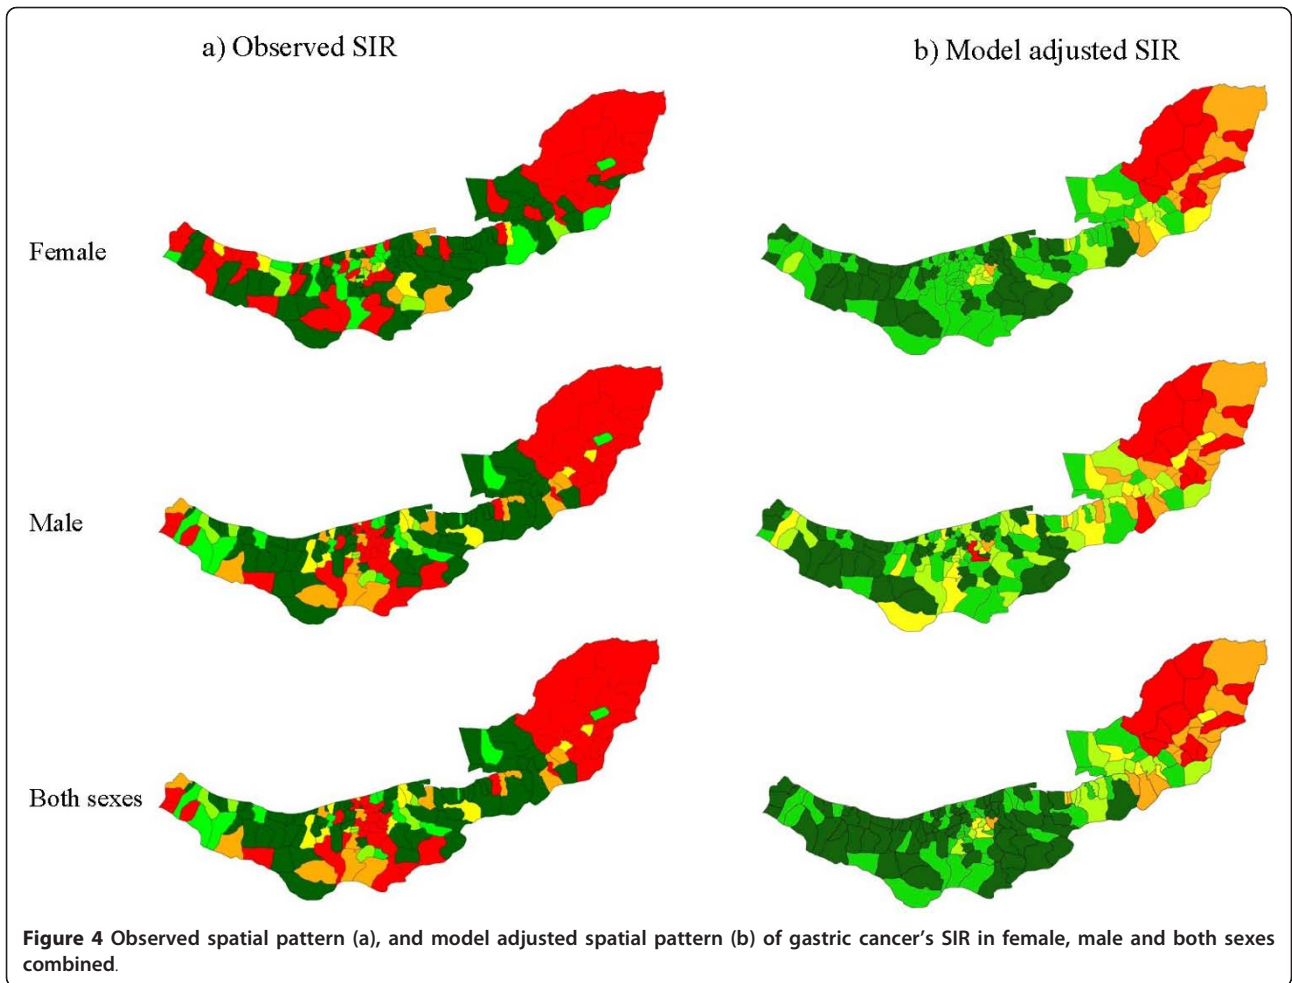 a) Observed SIR
b) Model adjusted SIR
Female
Male
Both sexes
Figure 4 Observed spatial pattern (a), and model adjusted spatial pattern (b) of gastric cancer's SIR in female, male and both sexes
combined.